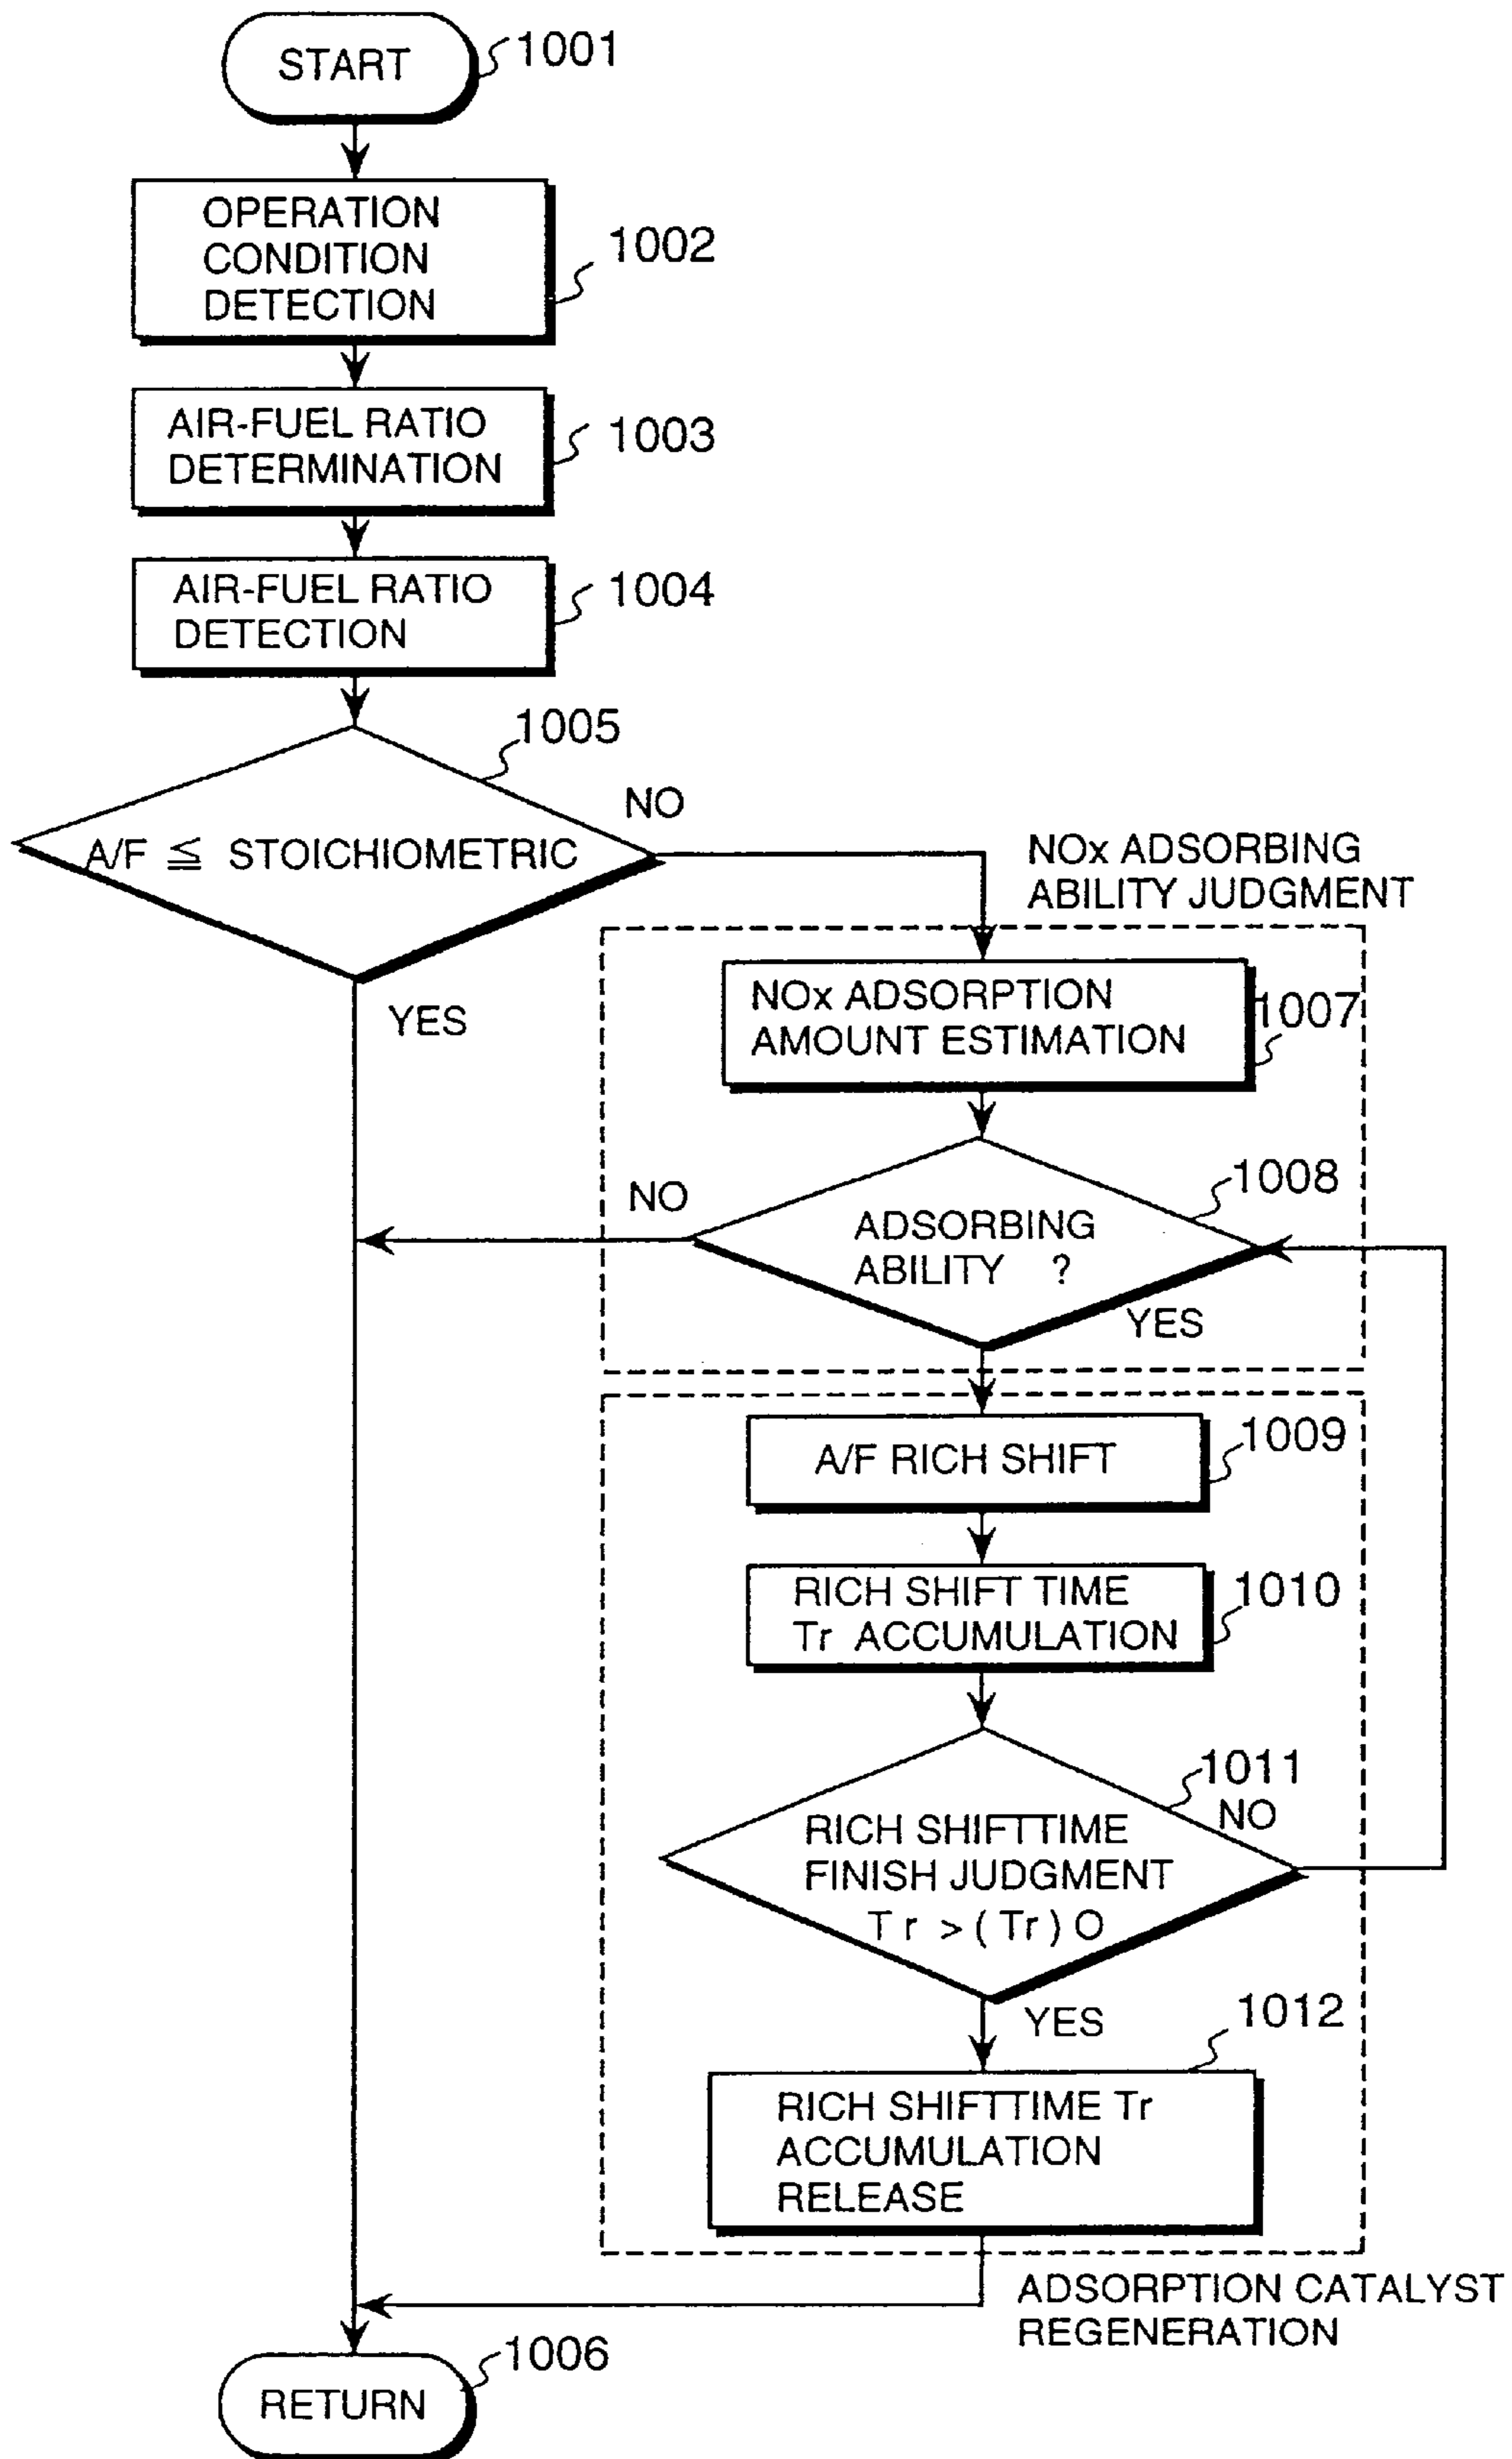 START
1001
OPERATION
CONDITION
DETECTION
1002
AIR-FUEL RATIO
DETERMINATION
1003
AIR-FUEL RATIO
DETECTION
1004
1005
A/F ≦ STOICHIOMETRIC
NO
YES
NOx ADSORBING
ABILITY JUDGMENT
NOx ADSORPTION
AMOUNT ESTIMATION
1007
1008
NO
ADSORBING
ABILITY ?
YES
A/F RICH SHIFT
1009
RICH SHIFT TIME
Tr ACCUMULATION
1010
1011
NO
RICH SHIFTTIME
FINISH JUDGMENT
Tr > (Tr) O
YES
1012
RICH SHIFTTIME Tr
ACCUMULATION
RELEASE
ADSORPTION CATALYST
REGENERATION
1006
RETURN